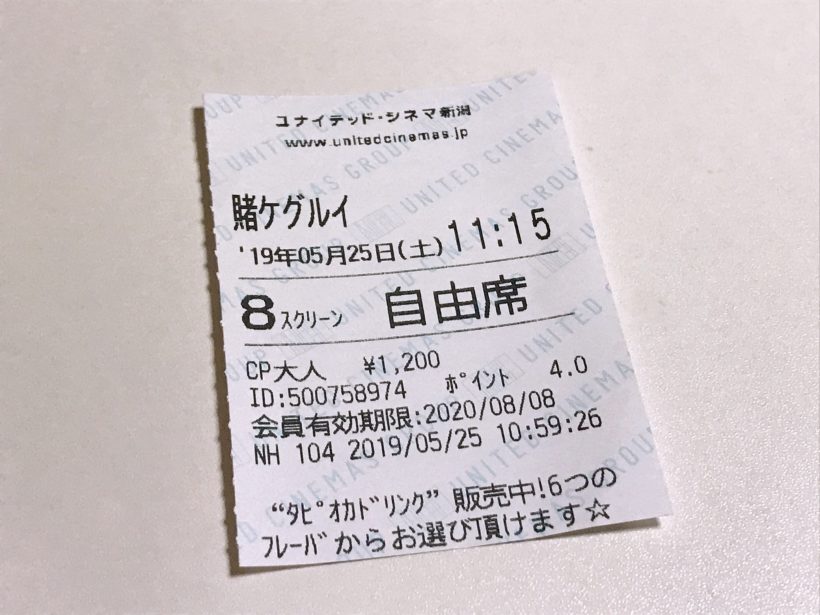 ユナイテッド・シネマ新潟
www.unitedcinemas.jp
賭ケグルイ
'19年05月25日(土) 11:15
8スクリーン 自由席
CP大人 ¥1,200
ID:500758974 ﾎﾟｲﾝﾄ 4.0
会員有効期限:2020/08/08
NH 104 2019/05/25 10:59:26
“ﾀﾋﾟｵｶﾄﾞﾘﾝｸ” 販売中!6つの
ﾌﾚｰﾊﾞからお選び頂けます☆
UNITED CINEMAS GROUP